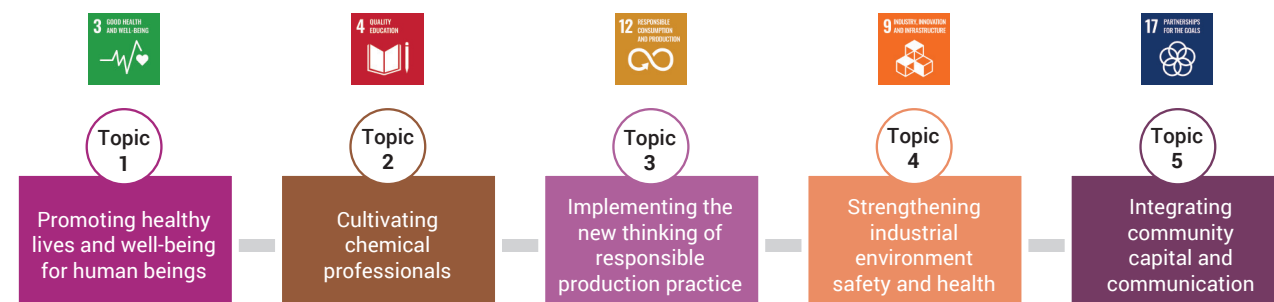 3 GOOD HEALTH
AND WELL-BEING
4 QUALITY
EDUCATION
12 RESPONSIBLE
CONSUMPTION
AND PRODUCTION
9 INDUSTRY, INNOVATION
AND INFRASTRUCTURE
17 PARTNERSHIPS
FOR THE GOALS
Topic
1
Promoting healthy
lives and well-being
for human beings
Topic
2
Cultivating
chemical
professionals
Topic
3
Implementing the
new thinking of
responsible
production practice
Topic
4
Strengthening
industrial
environment
safety and health
Topic
5
Integrating
community
capital and
communication